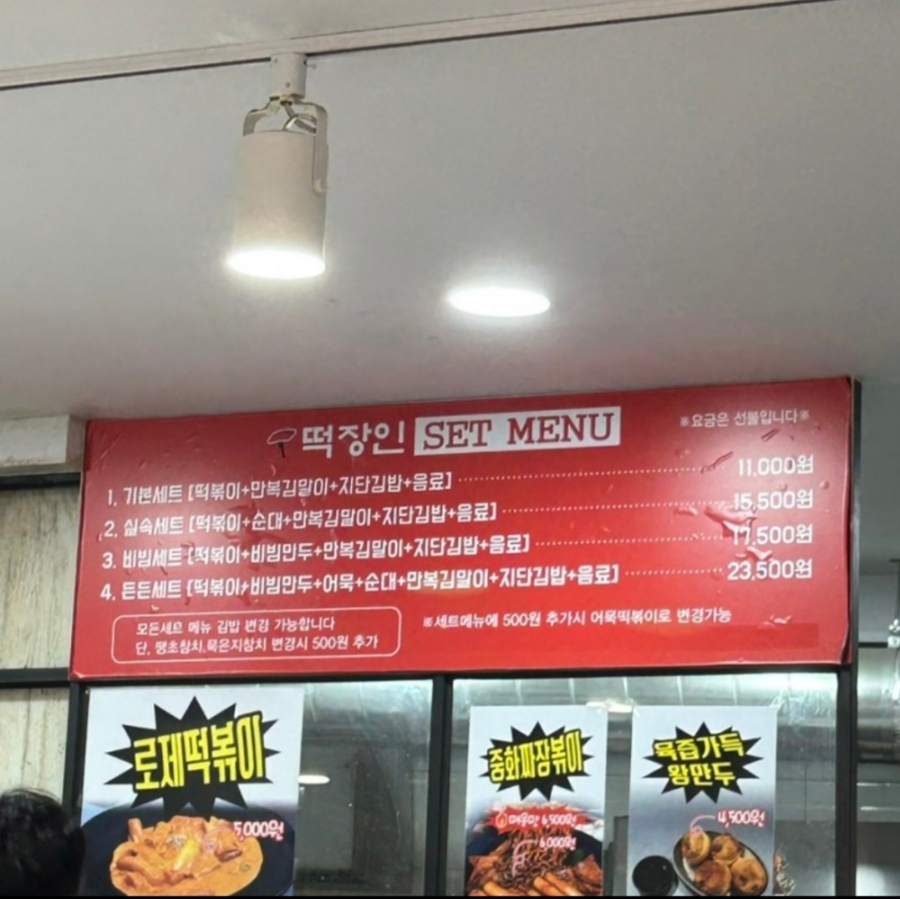 떡장인 SET MENU
※요금은 선불입니다※
1. 기본세트 [떡볶이+만복김말이+지단김밥+음료] 11,000원
2. 실속세트 [떡볶이+순대+만복김말이+지단김밥+음료] 15,500원
3. 비빔세트 [떡볶이+비빔만두+만복김말이+지단김밥+음료] 17,500원
4. 든든세트 [떡볶이+비빔만두+어묵+순대+만복김말이+지단김밥+음료] 23,500원
모든세트 메뉴 김밥 변경 가능합니다
단, 땡초참치,묵은지참치 변경시 500원 추가
※세트메뉴에 500원 추가시 어묵떡볶이로 변경가능
로제떡볶이
5,000원
중화짜장볶이
매운맛 6,500원
6,000원
육즙가득
왕만두
4,500원